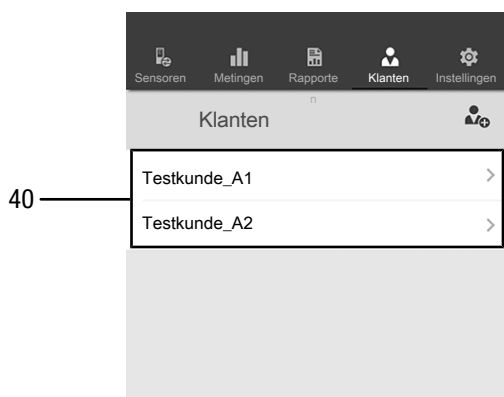 Sensoren Metingen Rapporte Klanten Instellingen
n
Klanten
Testkunde_A1
40
Testkunde_A2